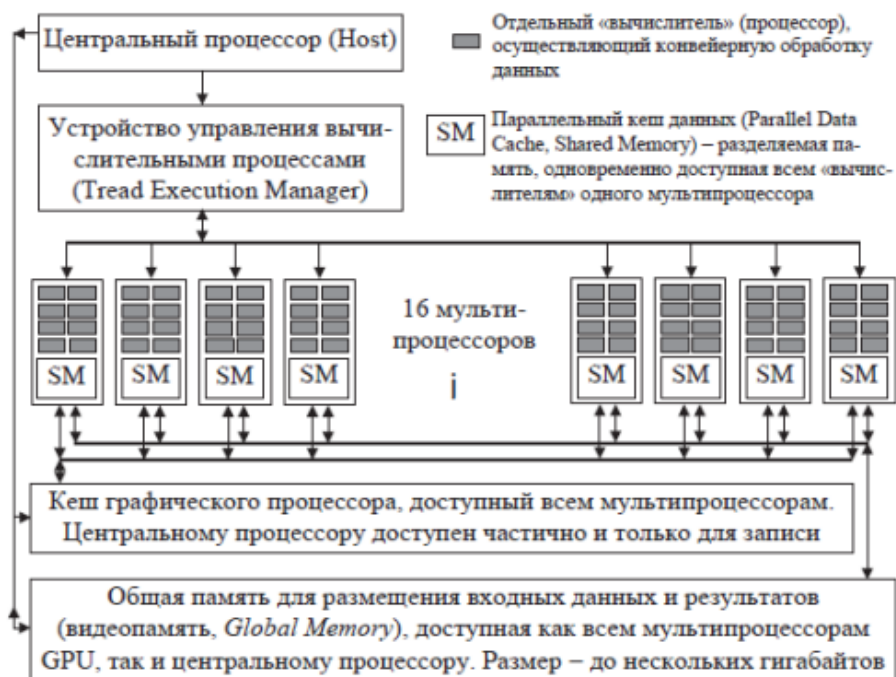 Центральный процессор (Host)
Отдельный «вычислитель» (процессор),
осуществляющий конвейерную обработку
данных
Устройство управления вычи-
слительными процессами
(Tread Execution Manager)
SM
Параллельный кеш данных (Parallel Data
Cache, Shared Memory) – разделяемая па-
мять, одновременно доступная всем «вычис-
лителям» одного мультипроцессора
16 мульти-
процессоров
i
SM SM SM SM SM SM SM SM
Кеш графического процессора, доступный всем мультипроцессорам.
Центральному процессору доступен частично и только для записи
Общая память для размещения входных данных и результатов
(видеопамять, Global Memory), доступная как всем мультипроцессорам
GPU, так и центральному процессору. Размер – до нескольких гигабайтов